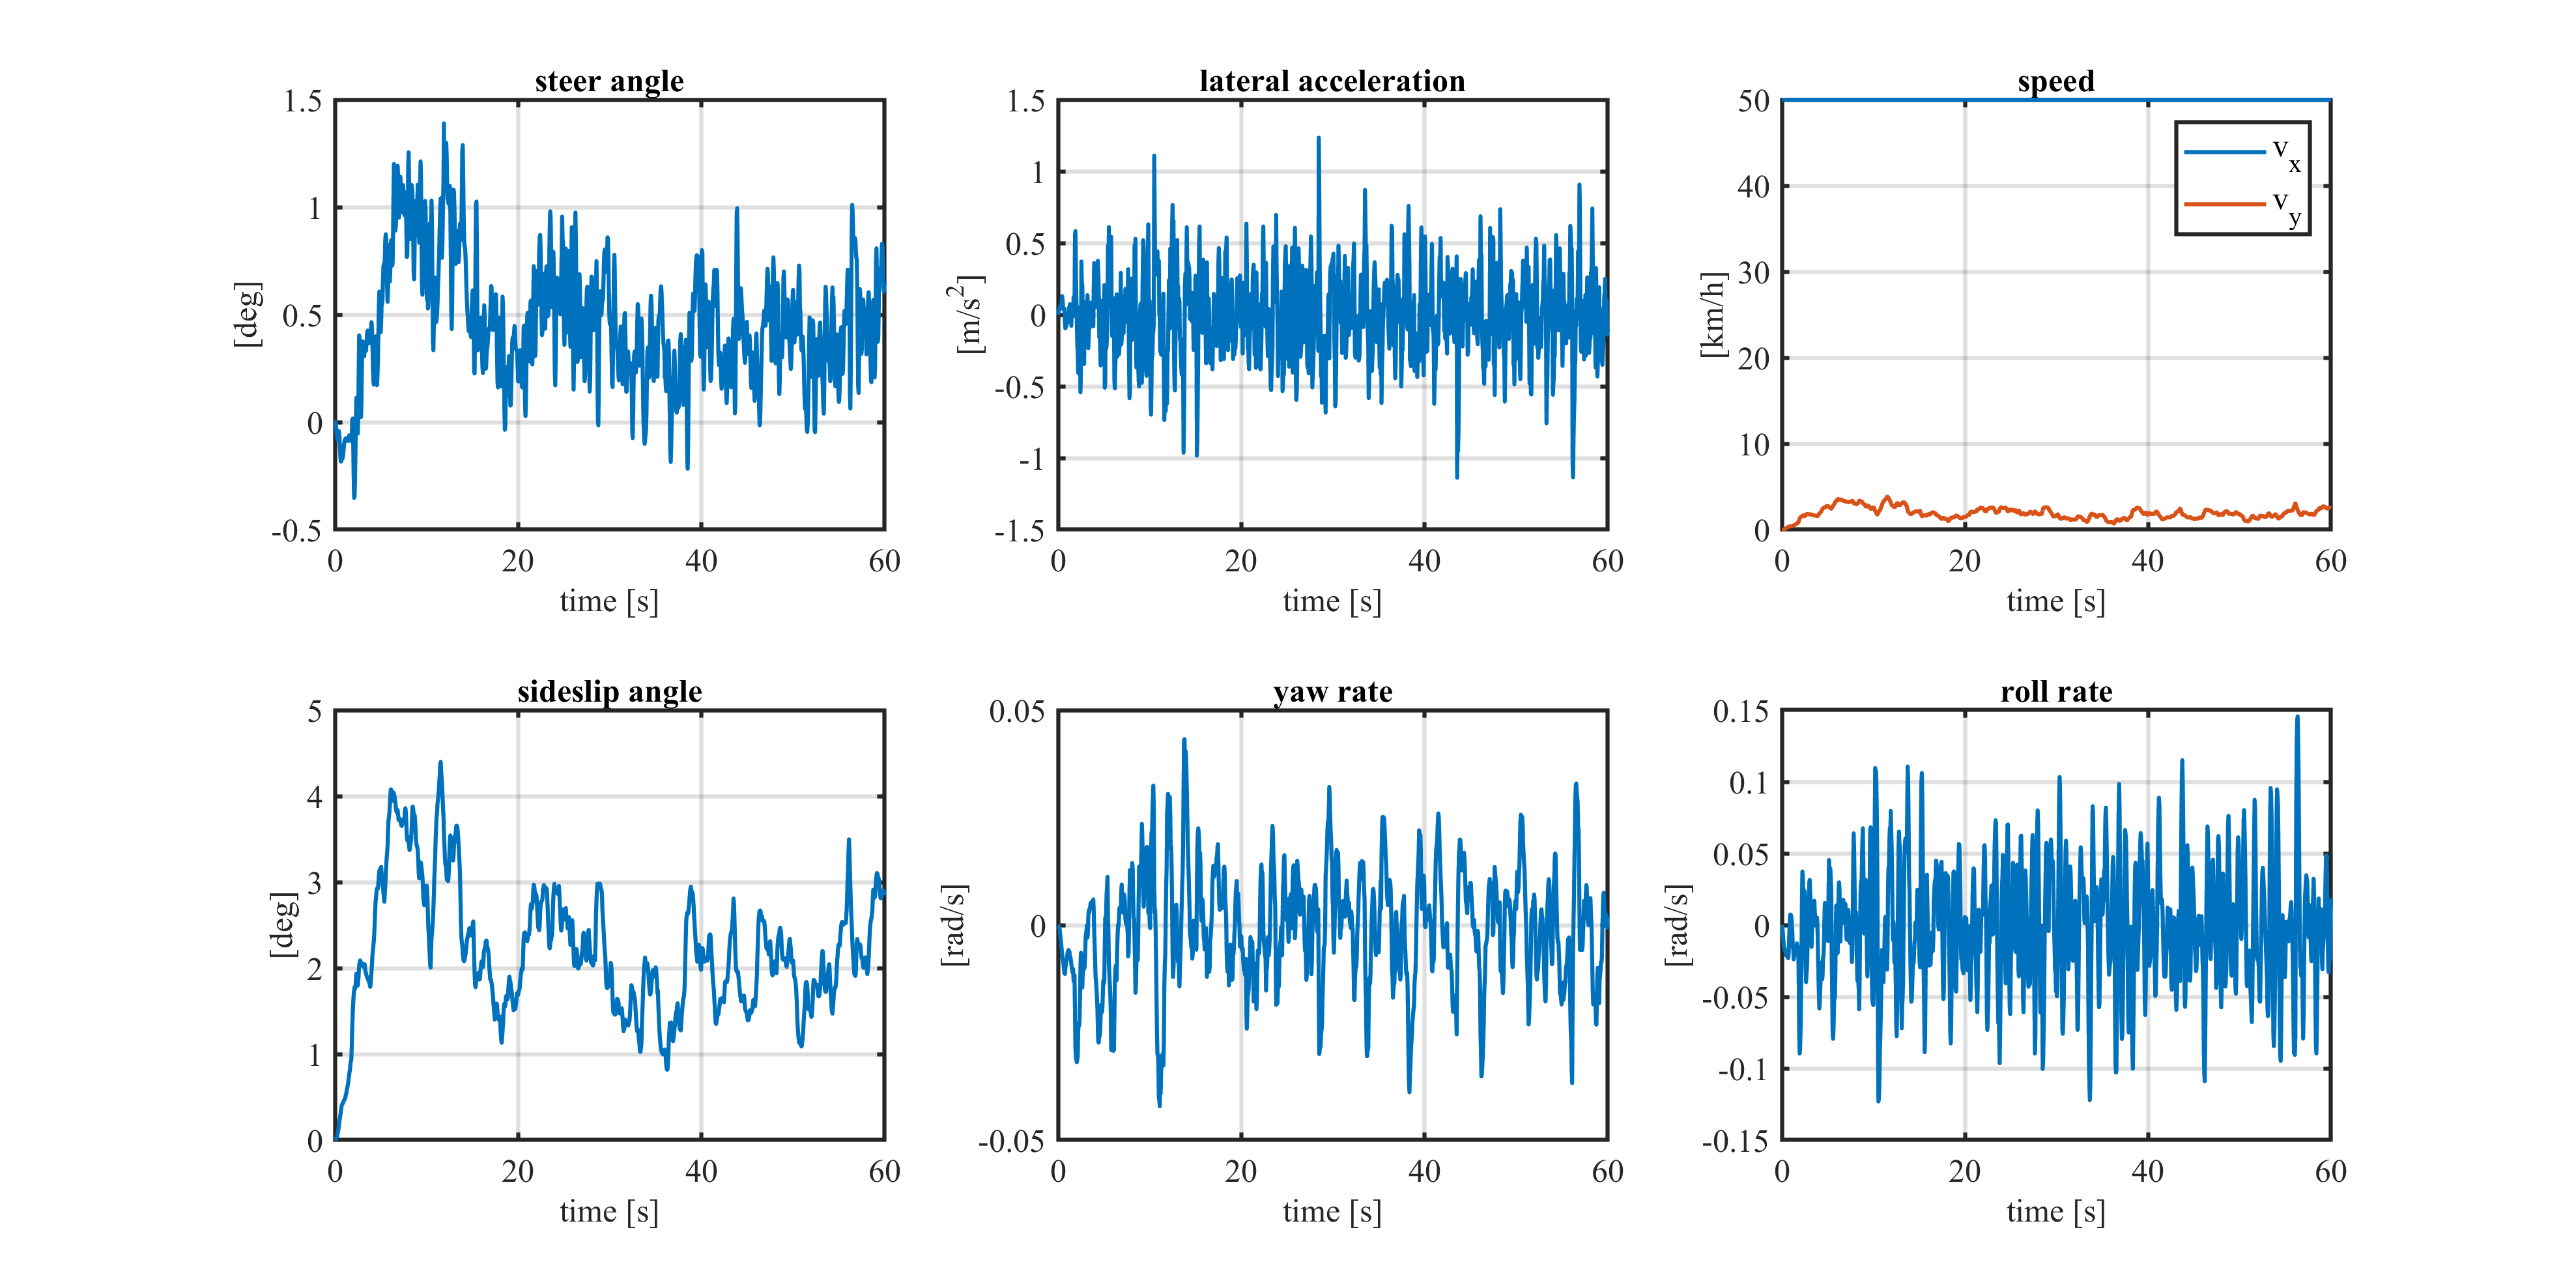 steer angle
1.5
1
0.5
0
-0.5
[deg]
0 20 40 60
time [s]
lateral acceleration
1.5
1
0.5
0
-0.5
-1
-1.5
[m/s²]
0 20 40 60
time [s]
speed
50
40
30
20
10
0
[km/h]
v_x
v_y
0 20 40 60
time [s]
sideslip angle
5
4
3
2
1
0
[deg]
0 20 40 60
time [s]
yaw rate
0.05
0
-0.05
[rad/s]
0 20 40 60
time [s]
roll rate
0.15
0.1
0.05
0
-0.05
-0.1
-0.15
[rad/s]
0 20 40 60
time [s]